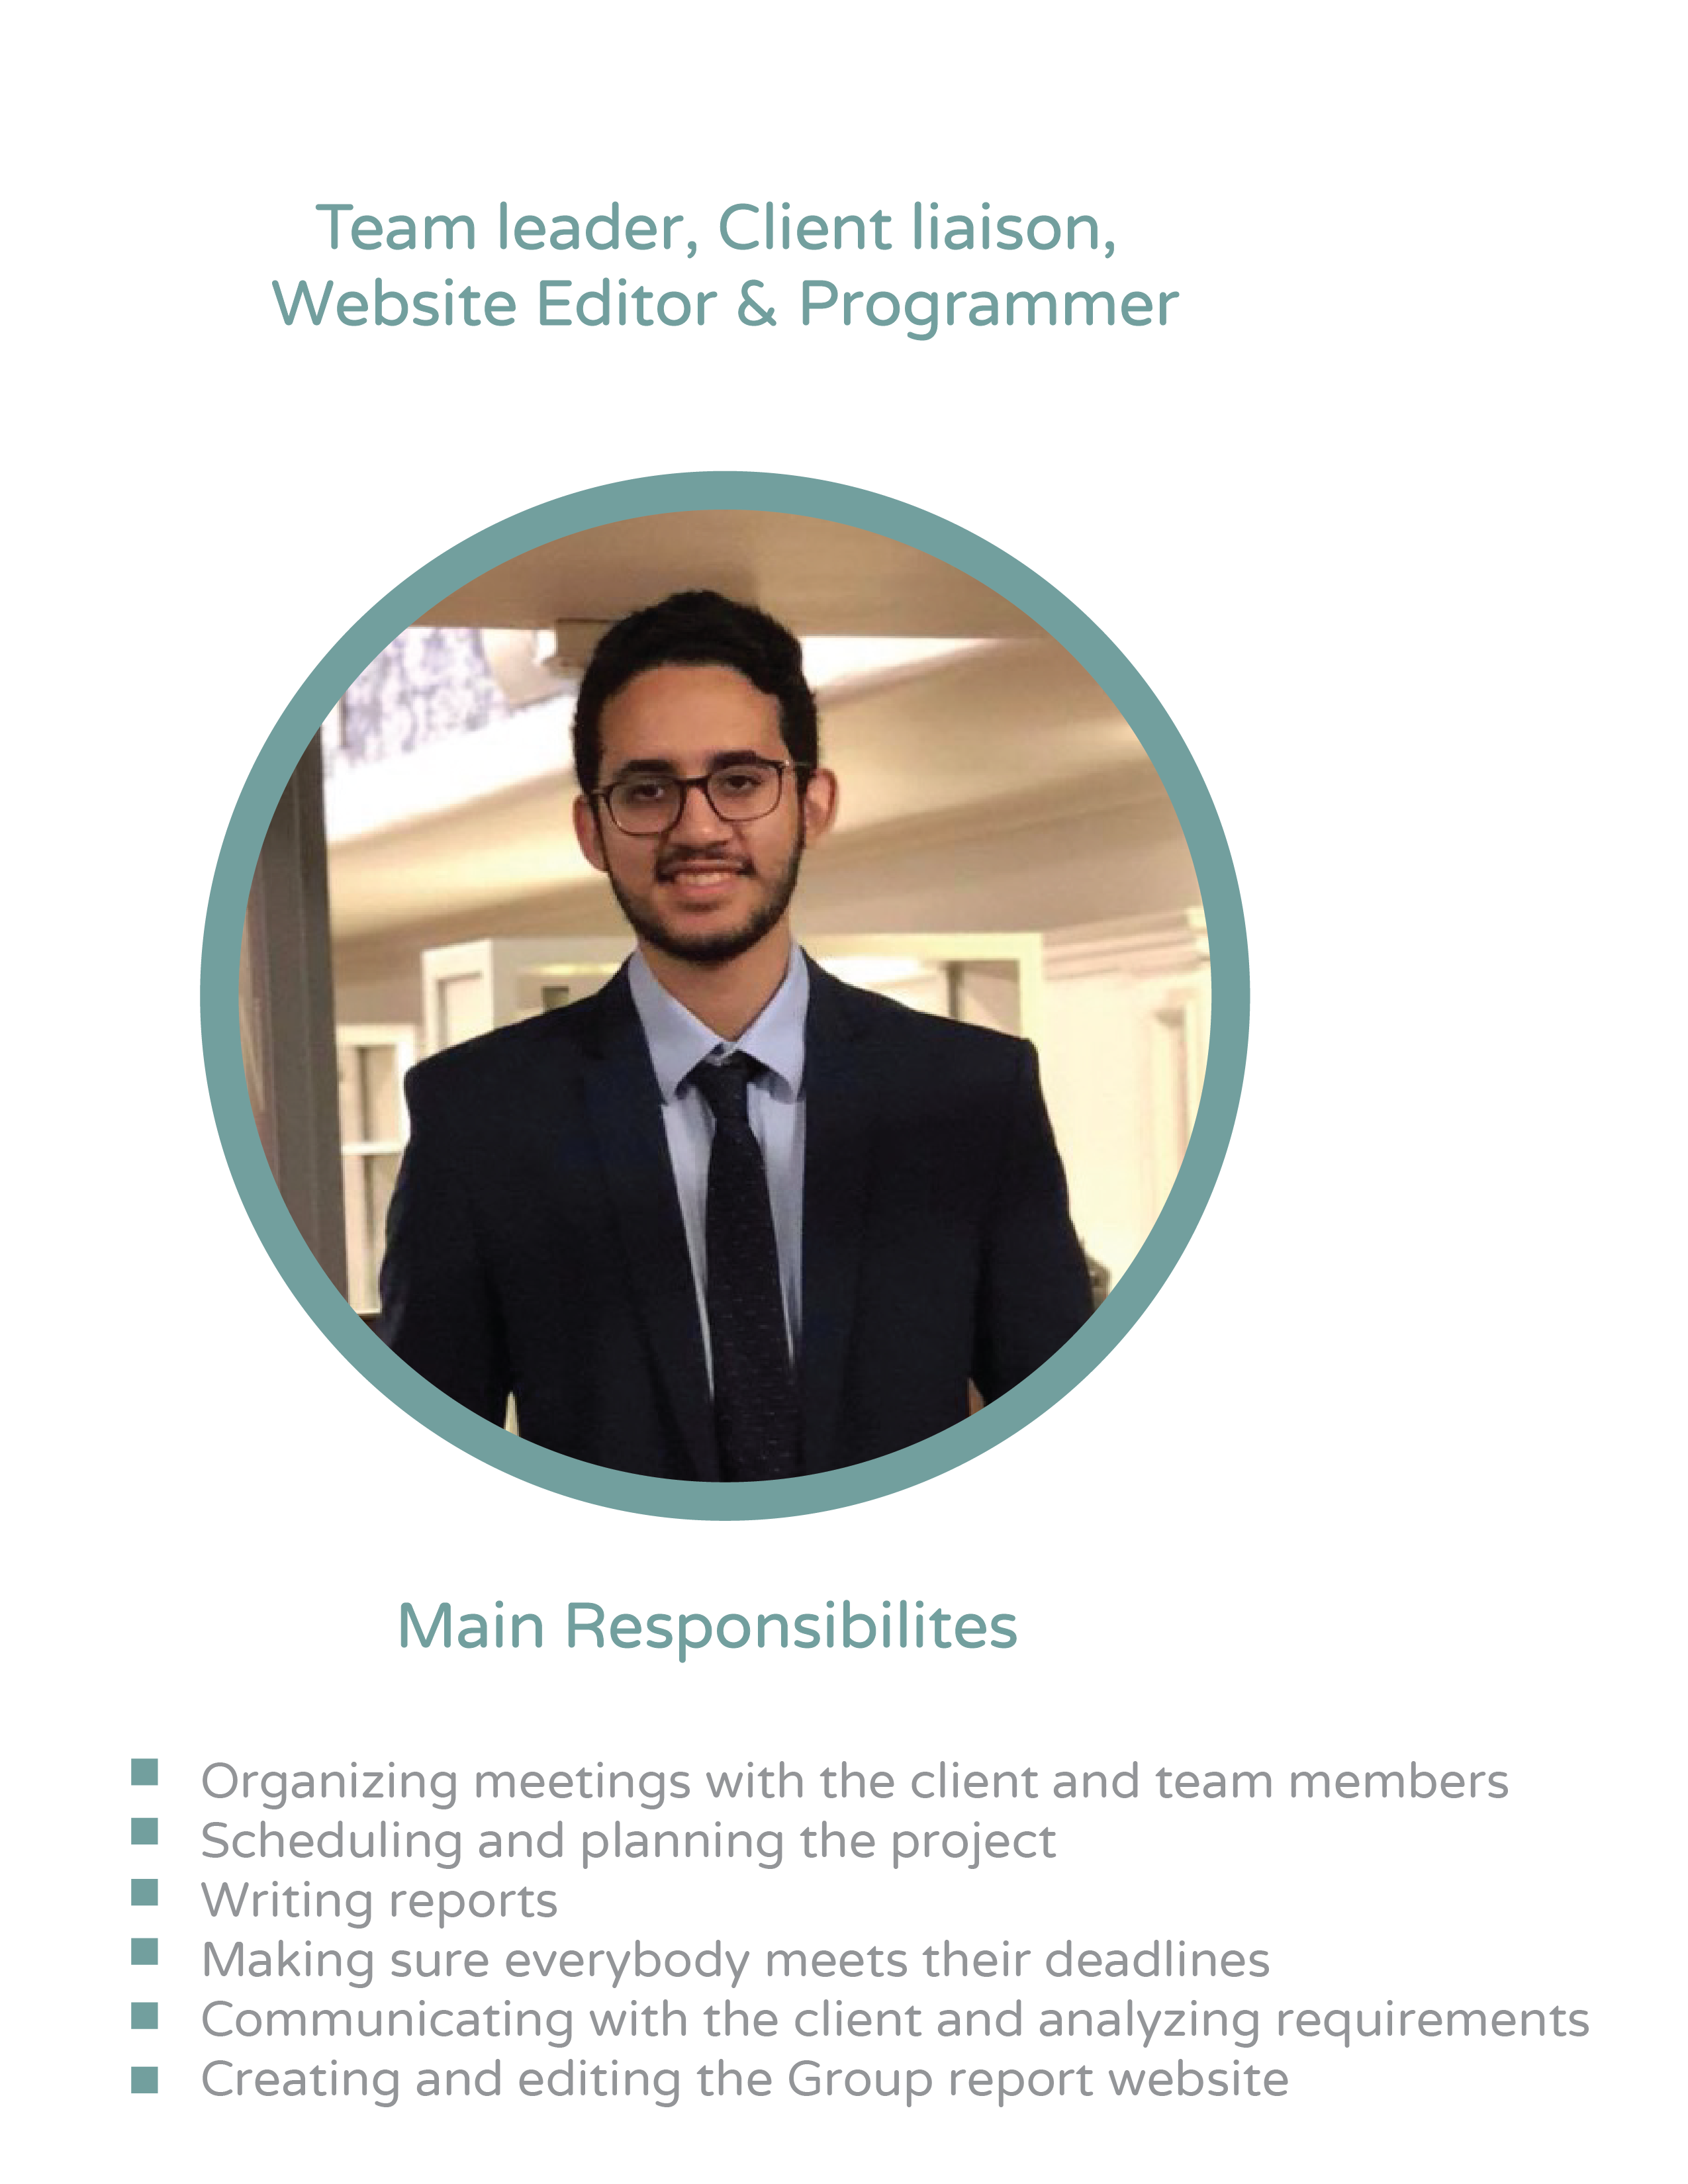 Team leader, Client liaison,
Website Editor & Programmer
Main Responsibilites
Organizing meetings with the client and team members
Scheduling and planning the project
Writing reports
Making sure everybody meets their deadlines
Communicating with the client and analyzing requirements
Creating and editing the Group report website